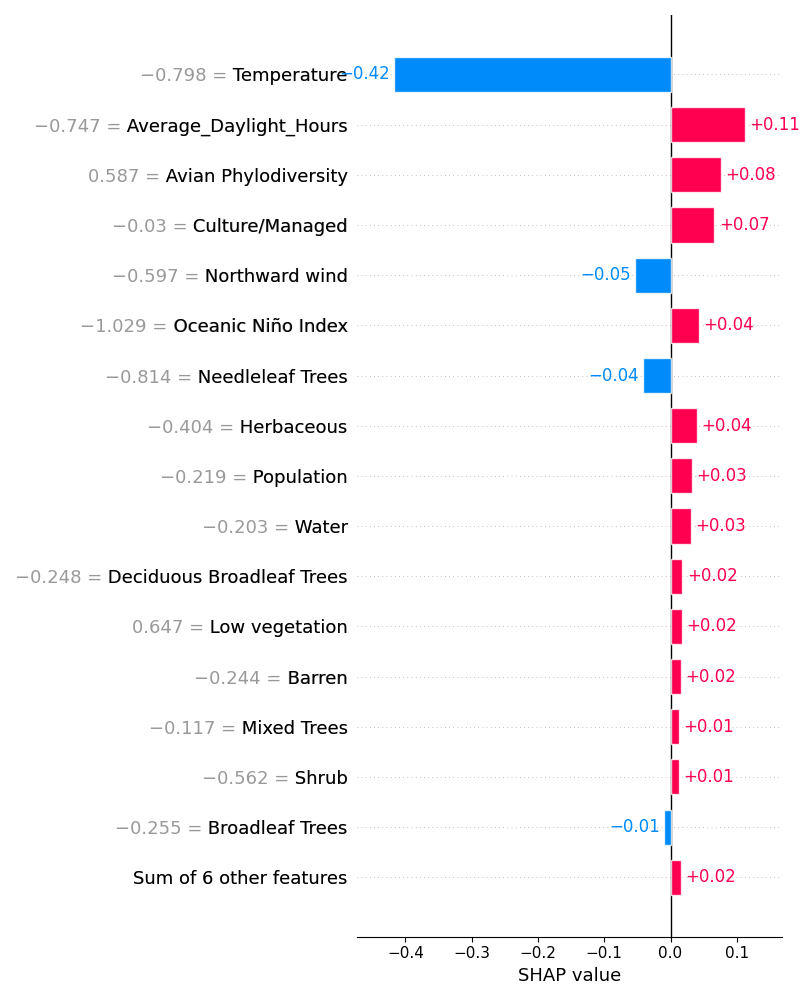 −0.798 = Temperature −0.42
−0.747 = Average_Daylight_Hours +0.11
0.587 = Avian Phylodiversity +0.08
−0.03 = Culture/Managed +0.07
−0.597 = Northward wind −0.05
−1.029 = Oceanic Niño Index +0.04
−0.814 = Needleleaf Trees −0.04
−0.404 = Herbaceous +0.04
−0.219 = Population +0.03
−0.203 = Water +0.03
−0.248 = Deciduous Broadleaf Trees +0.02
0.647 = Low vegetation +0.02
−0.244 = Barren +0.02
−0.117 = Mixed Trees +0.01
−0.562 = Shrub +0.01
−0.255 = Broadleaf Trees −0.01
Sum of 6 other features +0.02
−0.4 −0.3 −0.2 −0.1 0.0 0.1
SHAP value